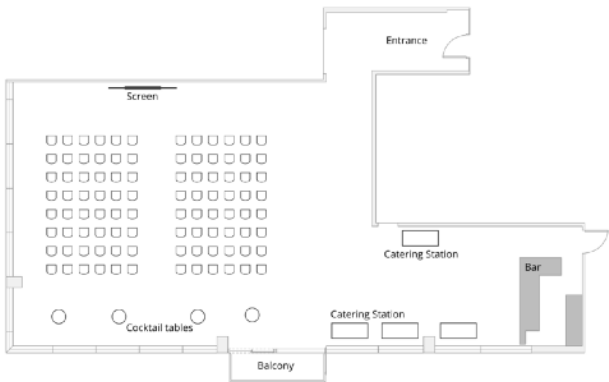 Entrance
Screen
Catering Station
Bar
Catering Station
Cocktail tables
Balcony